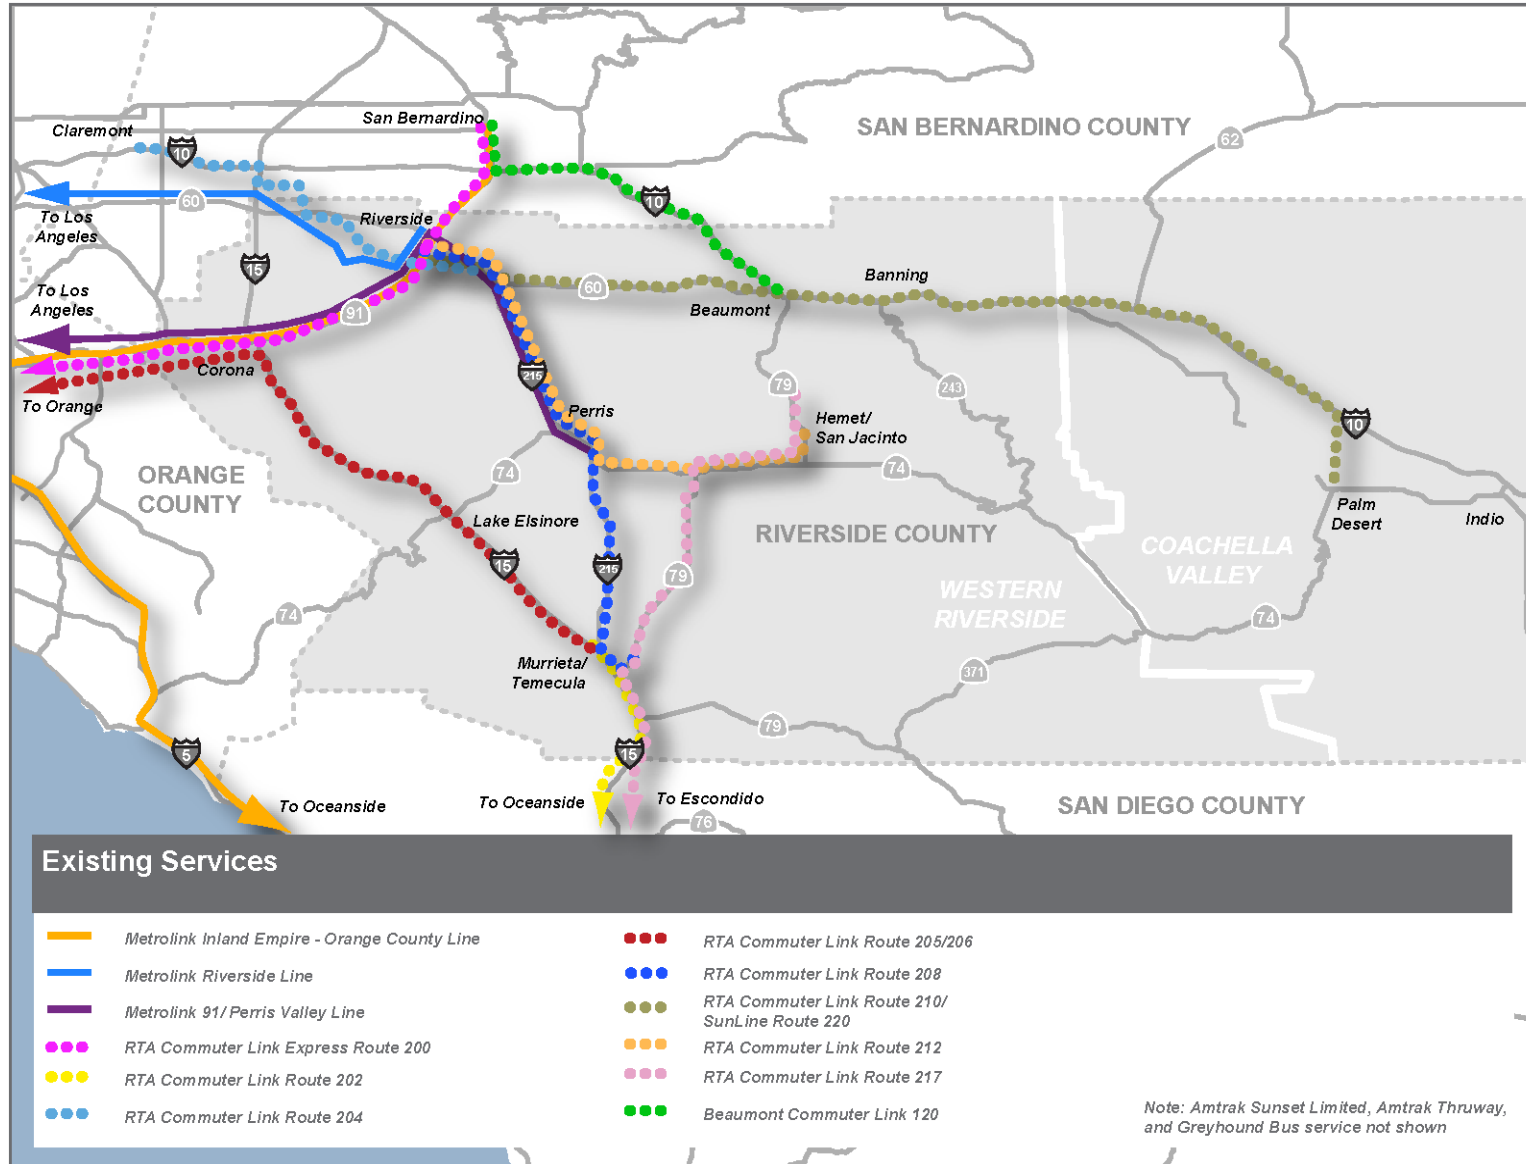 San Bernardino
Claremont
SAN BERNARDINO COUNTY
62
10
10
60
To Los
Angeles
Riverside
15
To Los
Angeles
91
60
Banning
Beaumont
Corona
To Orange
215
79
243
Perris
Hemet/
San Jacinto
10
ORANGE
COUNTY
74
74
Lake Elsinore
RIVERSIDE COUNTY
Palm
Desert
Indio
COACHELLA
VALLEY
15
215
79
WESTERN
RIVERSIDE
74
74
Murrieta/
Temecula
371
79
5
15
To Oceanside
To Oceanside
To Escondido
SAN DIEGO COUNTY
76
Existing Services
Metrolink Inland Empire - Orange County Line
Metrolink Riverside Line
Metrolink 91/ Perris Valley Line
RTA Commuter Link Express Route 200
RTA Commuter Link Route 202
RTA Commuter Link Route 204
RTA Commuter Link Route 205/206
RTA Commuter Link Route 208
RTA Commuter Link Route 210/
SunLine Route 220
RTA Commuter Link Route 212
RTA Commuter Link Route 217
Beaumont Commuter Link 120
Note: Amtrak Sunset Limited, Amtrak Thruway,
and Greyhound Bus service not shown